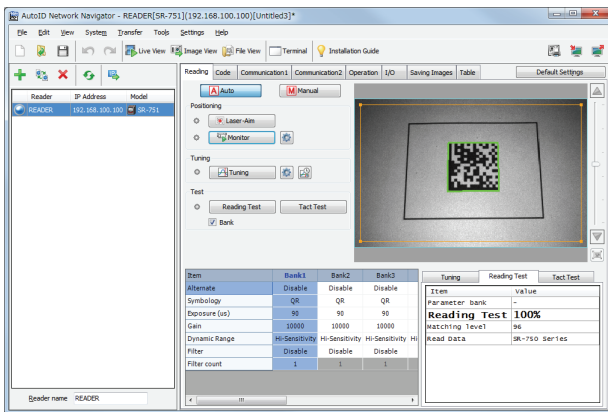 AutoID Network Navigator - READER[SR-751](192.168.100.100)[Untitled3]*
File Edit View System Transfer Tools Settings Help
Live View Image View File View Terminal Installation Guide
Reading Code Communication1 Communication2 Operation I/O Saving Images Table Default Settings
Reader IP Address Model
READER 192.168.100.100 SR-751
A Auto M Manual
Positioning
Laser-Aim
Monitor
Tuning
Tuning
Test
Reading Test Tact Test
Bank
Item Bank1 Bank2 Bank3
Alternate Disable Disable Disable
Symbology QR QR QR
Exposure (us) 90 90 90
Gain 10000 10000 10000
Dynamic Range Hi-Sensitivity Hi-Sensitivity Hi-Sensitivity Hi
Filter Disable Disable Disable
Filter count 1 1 1
Tuning Reading Test Tact Test
Item Value
Parameter bank -
Reading Test 100%
Matching level 96
Read Data SR-750 Series
Reader name READER